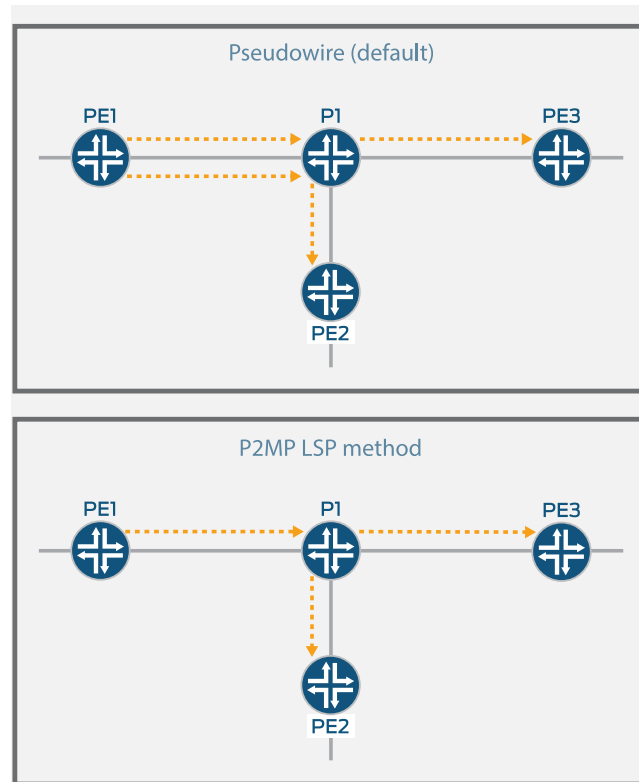 Pseudowire (default)
PE1 P1 PE3
PE2
P2MP LSP method
PE1 P1 PE3
PE2